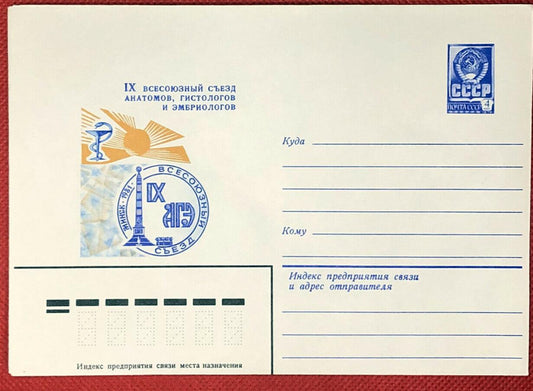 IX ВСЕСОЮЗНЫЙ СЪЕЗД
АНАТОМОВ, ГИСТОЛОГОВ
И ЭМБРИОЛОГОВ
СССР
ПОЧТА СССР 4
МИНСК · 1981 ВСЕСОЮЗНЫЙ СЪЕЗД
IX
АГЭ
Куда
Кому
Индекс предприятия связи
и адрес отправителя
Индекс предприятия связи места назначения